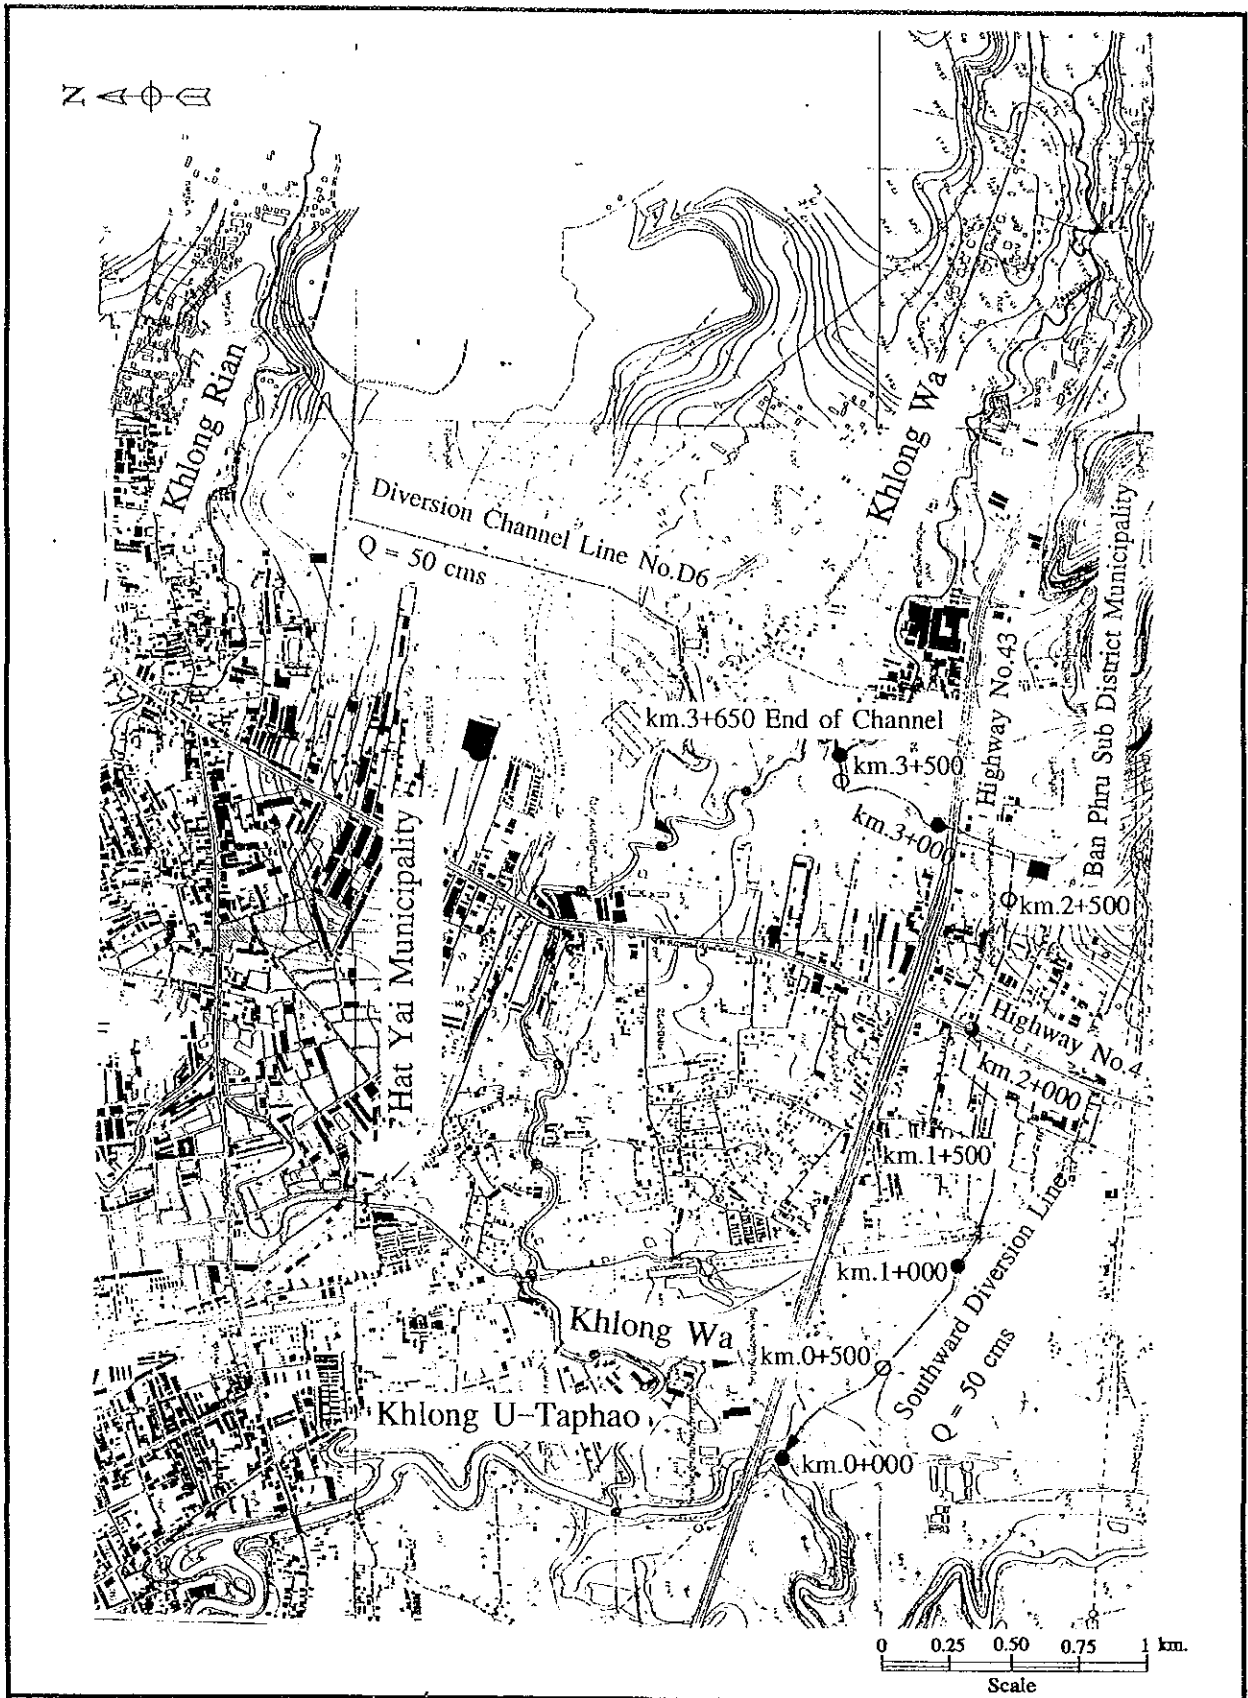 N
Khlong Rian
Khlong Wa
Diversion Channel Line No.D6
Q = 50 cms
Ban Phru Sub District Municipality
Highway No.43
km.3+650 End of Channel
km.3+500
km.3+000
km.2+500
Hat Yai Municipality
Highway No.4
km.2+000
km.1+500
km.1+000
Southward Diversion Line
Q = 50 cms
Khlong Wa
km.0+500
Khlong U-Taphao
km.0+000
0 0.25 0.50 0.75 1 km.
Scale